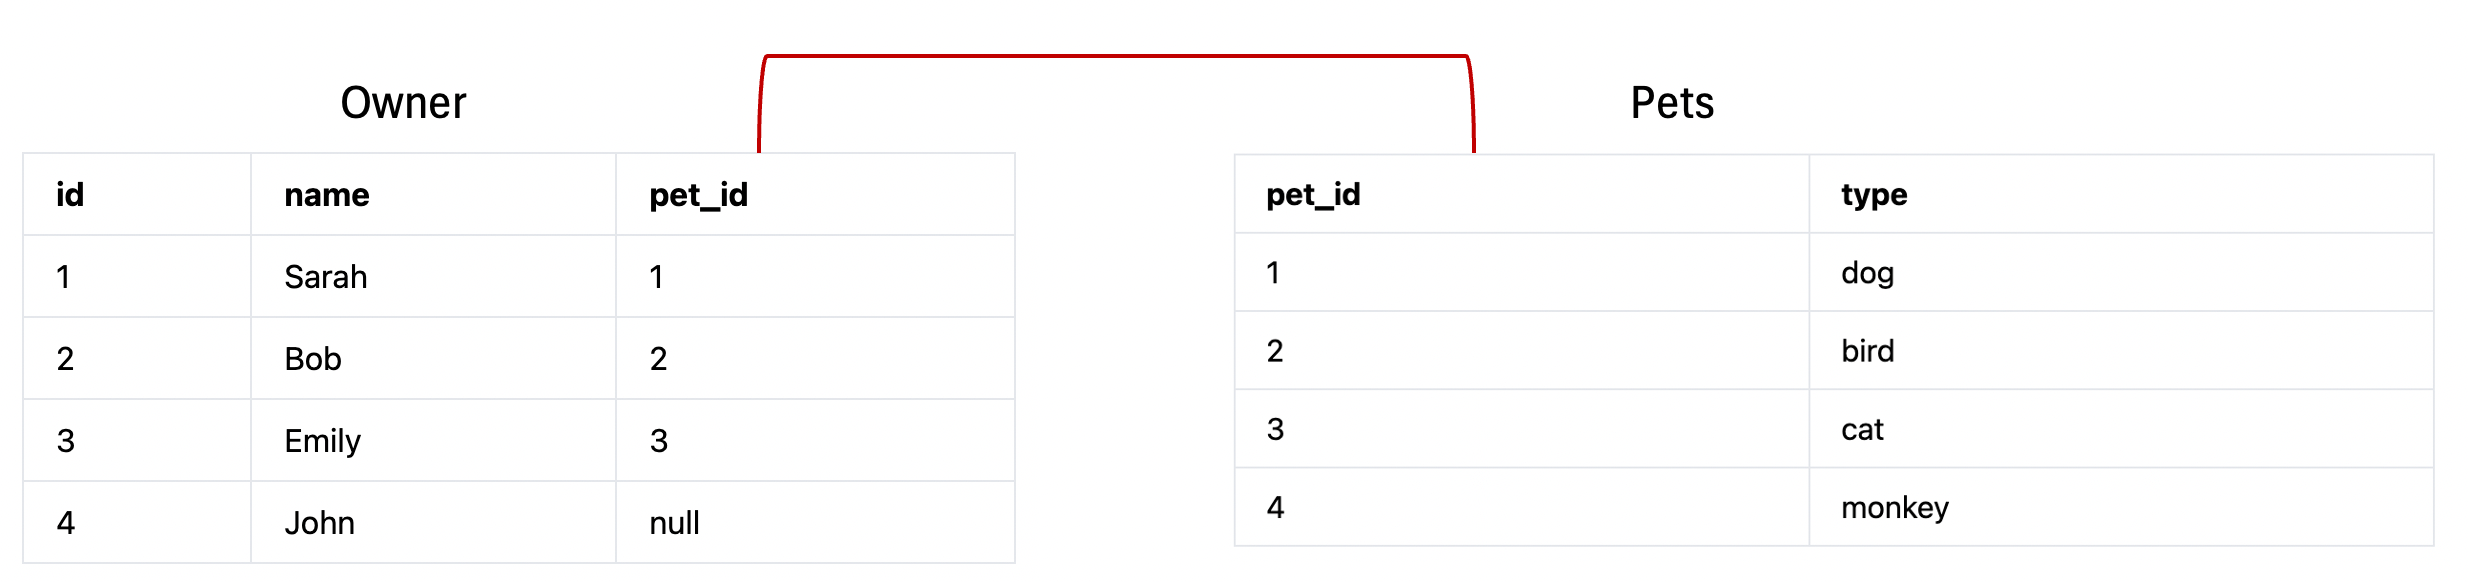 Owner
id name pet_id
1 Sarah 1
2 Bob 2
3 Emily 3
4 John null
Pets
pet_id type
1 dog
2 bird
3 cat
4 monkey